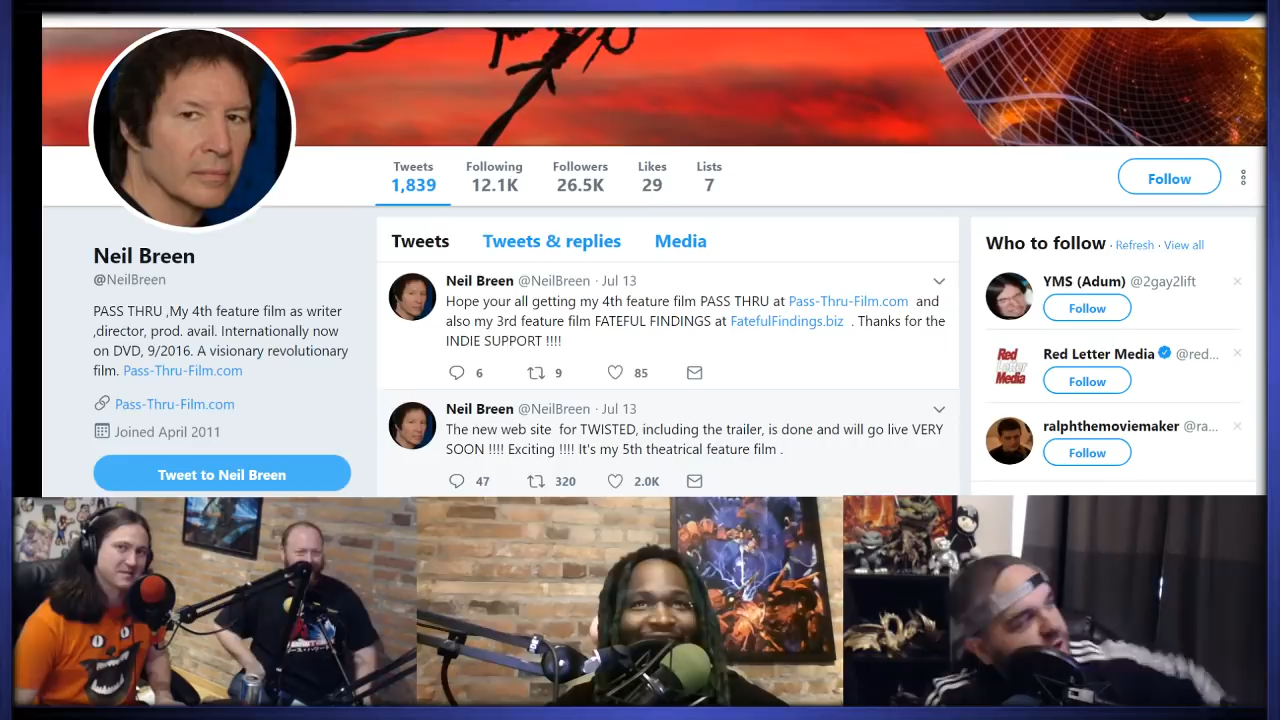 Tweets Following Followers Likes Lists
1,839 12.1K 26.5K 29 7
Follow
Neil Breen
@NeilBreen
PASS THRU ,My 4th feature film as writer
,director, prod. avail. Internationally now
on DVD, 9/2016. A visionary revolutionary
film. Pass-Thru-Film.com
Pass-Thru-Film.com
Joined April 2011
Tweet to Neil Breen
Tweets Tweets & replies Media
Neil Breen @NeilBreen · Jul 13
Hope your all getting my 4th feature film PASS THRU at Pass-Thru-Film.com and
also my 3rd feature film FATEFUL FINDINGS at FatefulFindings.biz . Thanks for the
INDIE SUPPORT !!!!
6 9 85
Neil Breen @NeilBreen · Jul 13
The new web site for TWISTED, including the trailer, is done and will go live VERY
SOON !!!! Exciting !!!! It's my 5th theatrical feature film .
47 320 2.0K
Who to follow · Refresh · View all
YMS (Adum) @2gay2lift
Follow
Red Letter Media
Red Letter Media @red...
Follow
ralphthemoviemaker @ra...
Follow